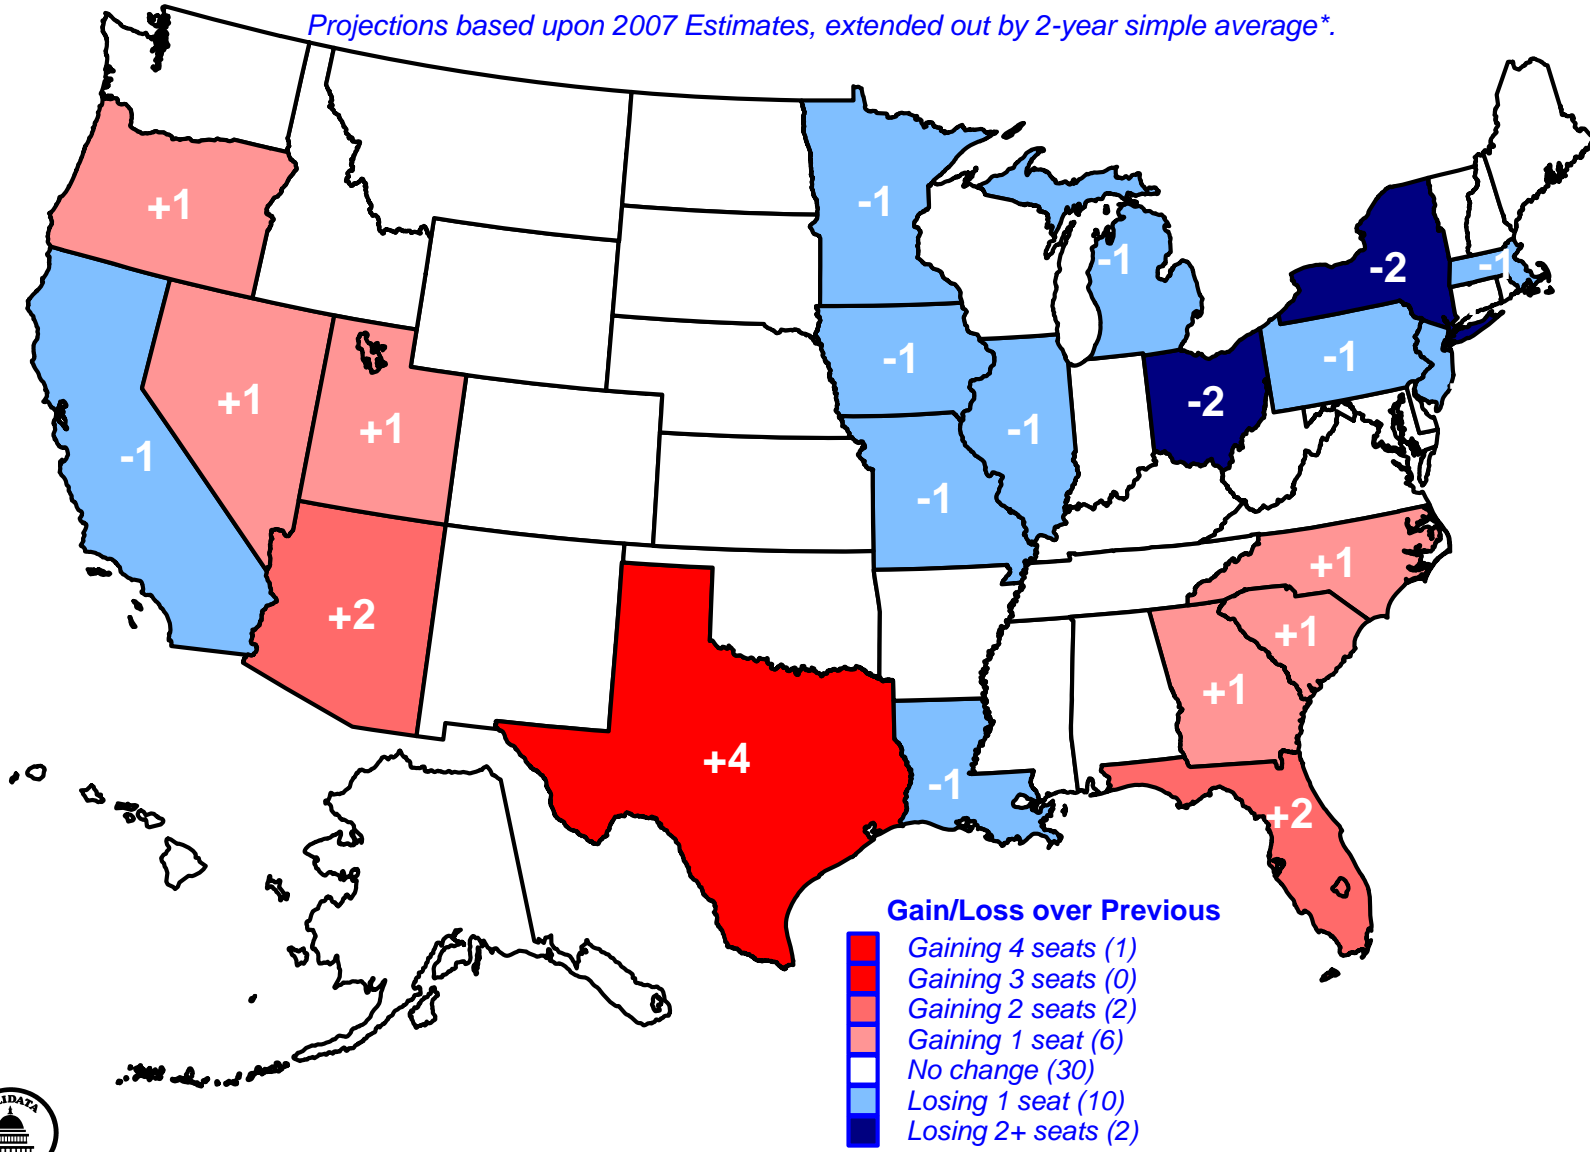 Projections based upon 2007 Estimates, extended out by 2-year simple average*.
+1
-1
-1
-2
-1
+1
+1
-1
-1
-2
-1
-1
-1
-1
+2
+1
+1
+1
+4
-1
+2
Gain/Loss over Previous
Gaining 4 seats (1)
Gaining 3 seats (0)
Gaining 2 seats (2)
Gaining 1 seat (6)
No change (30)
Losing 1 seat (10)
Losing 2+ seats (2)
LIDATA